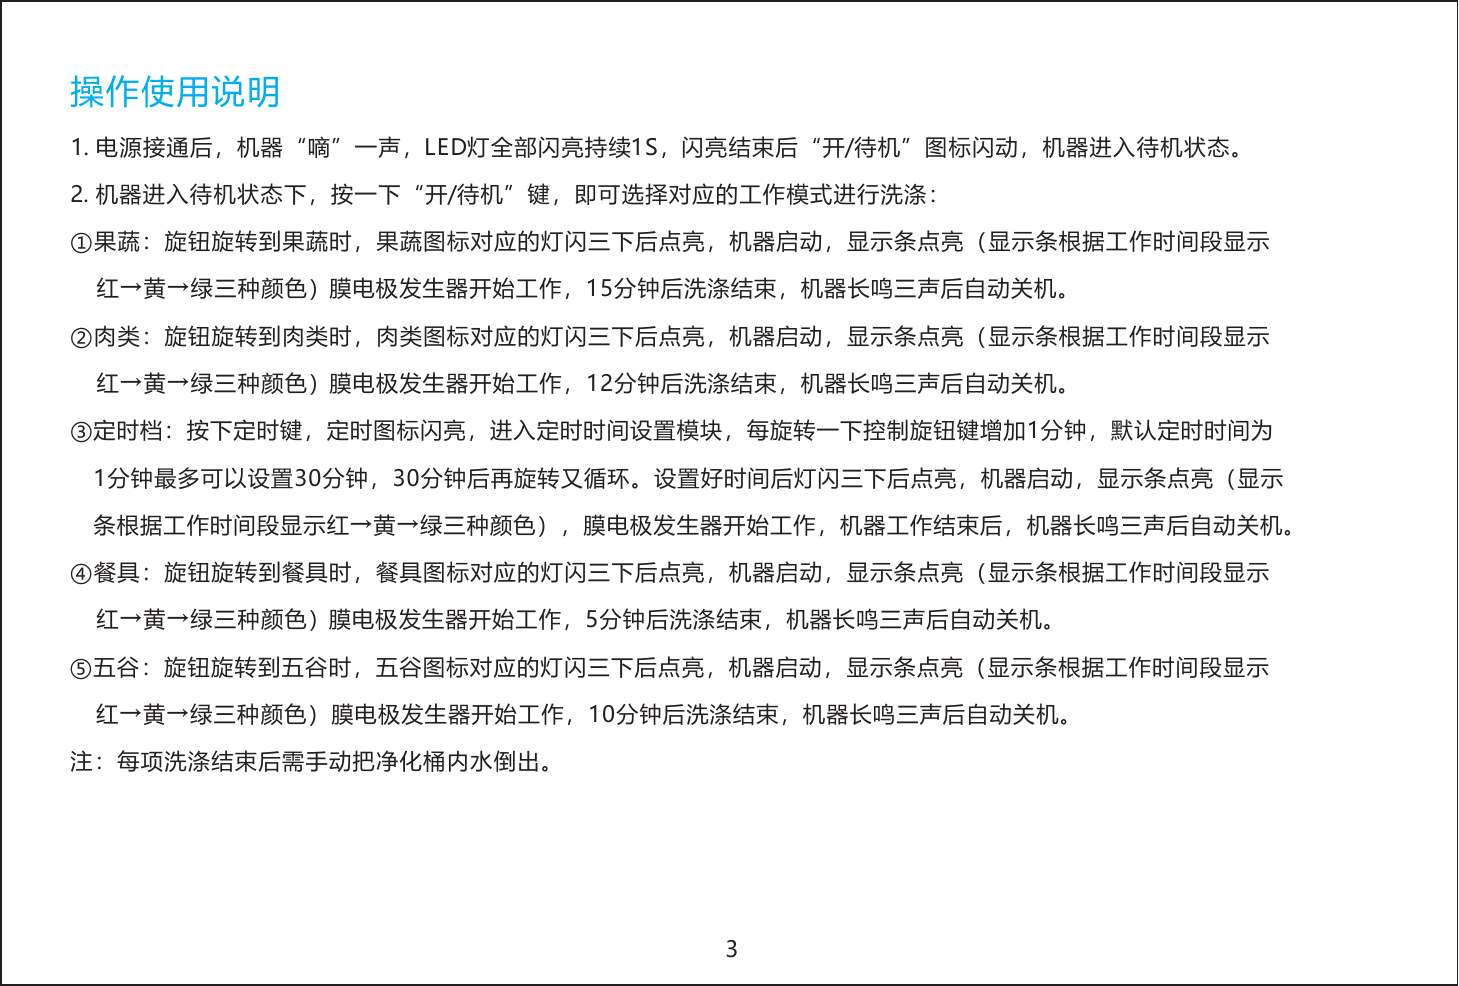 操作使用说明
1. 电源接通后，机器“嘀”一声，LED灯全部闪亮持续1S，闪亮结束后“开/待机”图标闪动，机器进入待机状态。
2. 机器进入待机状态下，按一下“开/待机”键，即可选择对应的工作模式进行洗涤：
①果蔬：旋钮旋转到果蔬时，果蔬图标对应的灯闪三下后点亮，机器启动，显示条点亮（显示条根据工作时间段显示
红→黄→绿三种颜色）膜电极发生器开始工作，15分钟后洗涤结束，机器长鸣三声后自动关机。
②肉类：旋钮旋转到肉类时，肉类图标对应的灯闪三下后点亮，机器启动，显示条点亮（显示条根据工作时间段显示
红→黄→绿三种颜色）膜电极发生器开始工作，12分钟后洗涤结束，机器长鸣三声后自动关机。
③定时档：按下定时键，定时图标闪亮，进入定时时间设置模块，每旋转一下控制旋钮键增加1分钟，默认定时时间为
1分钟最多可以设置30分钟，30分钟后再旋转又循环。设置好时间后灯闪三下后点亮，机器启动，显示条点亮（显示
条根据工作时间段显示红→黄→绿三种颜色），膜电极发生器开始工作，机器工作结束后，机器长鸣三声后自动关机。
④餐具：旋钮旋转到餐具时，餐具图标对应的灯闪三下后点亮，机器启动，显示条点亮（显示条根据工作时间段显示
红→黄→绿三种颜色）膜电极发生器开始工作，5分钟后洗涤结束，机器长鸣三声后自动关机。
⑤五谷：旋钮旋转到五谷时，五谷图标对应的灯闪三下后点亮，机器启动，显示条点亮（显示条根据工作时间段显示
红→黄→绿三种颜色）膜电极发生器开始工作，10分钟后洗涤结束，机器长鸣三声后自动关机。
注：每项洗涤结束后需手动把净化桶内水倒出。
3